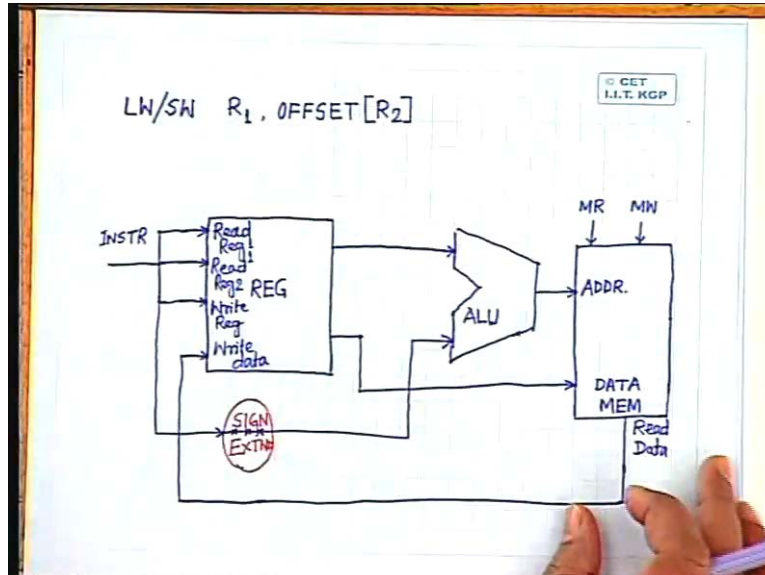 © CET
I.I.T. KGP
LW/SW R1, OFFSET[R2]
MR MW
INSTR
Read
Reg1
Read
Reg2
REG
Write
Reg
Write
data
ALU
ADDR.
DATA
MEM
Read
Data
SIGN
EXTN